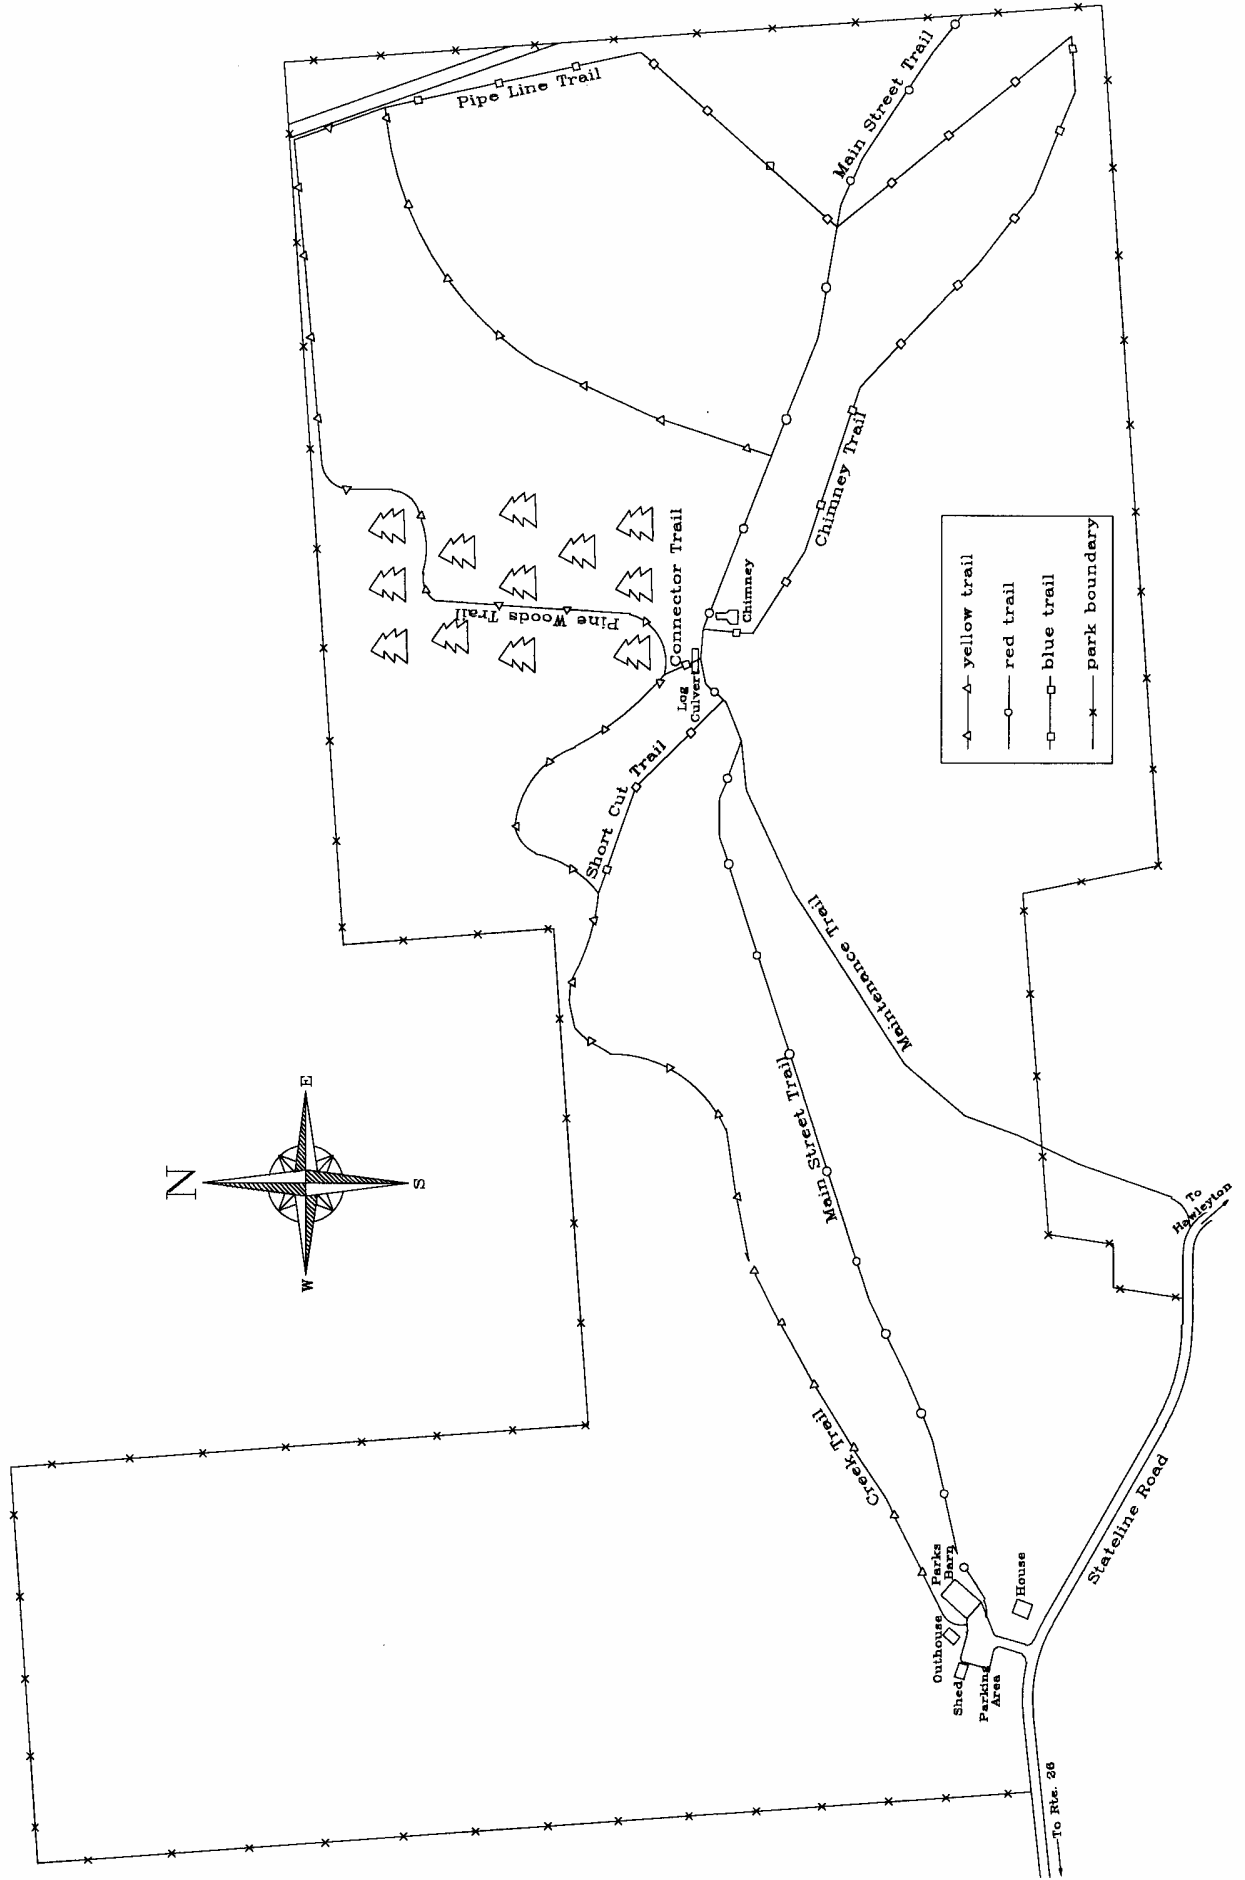 Pipe Line Trail
Main Street Trail
Pine Woods Trail
Connector Trail
Chimney
Chimney Trail
Log
Culvert
Short Cut Trail
yellow trail
red trail
blue trail
park boundary
Maintenance Trail
Main Street Trail
N
E
S
W
To
Hawleyton
Creek Trail
Stateline Road
Parks
Barn
House
Outhouse
Shed
Parking
Area
To Rte. 26